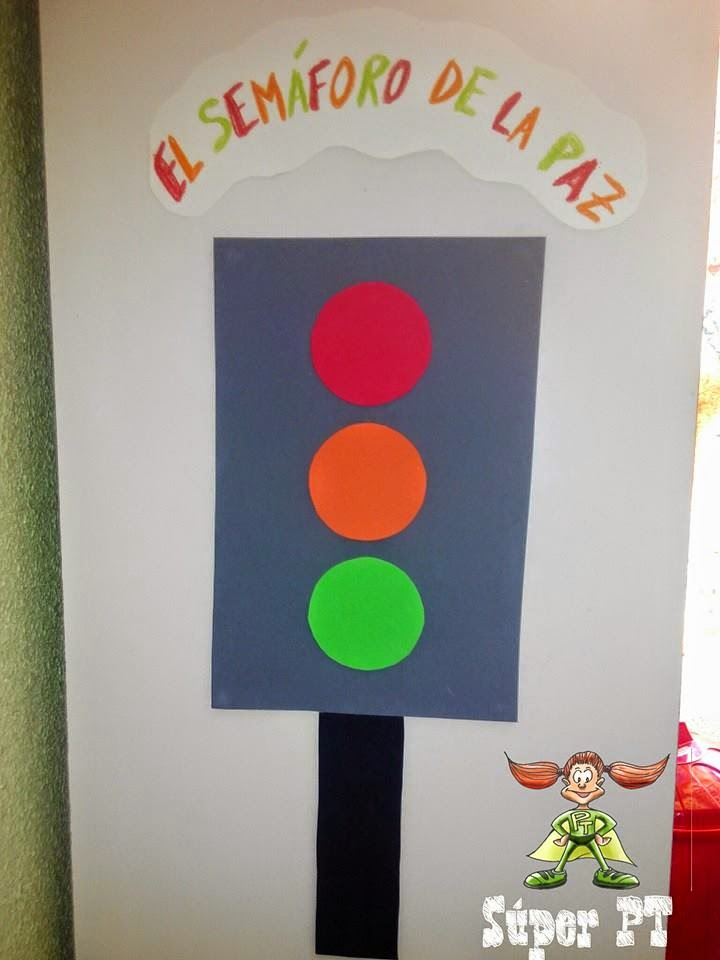 EL SEMÁFORO DE LA PAZ
PT
Súper PT